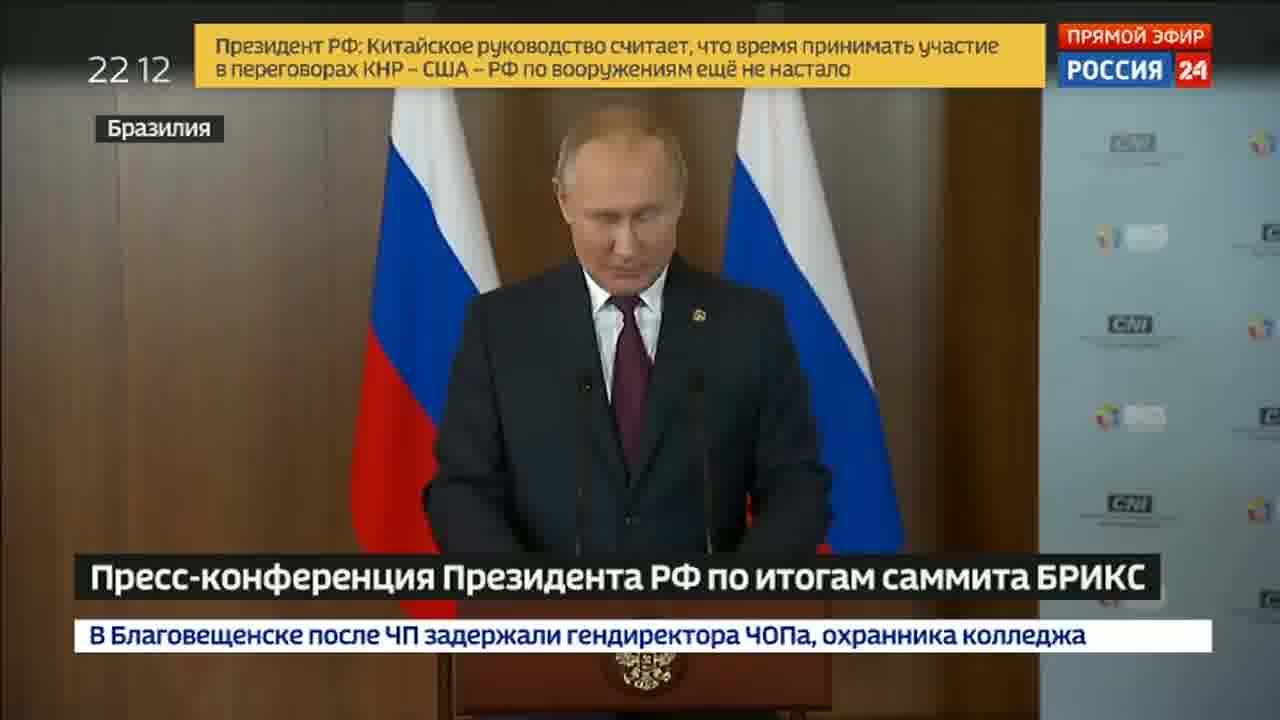 22 12
Президент РФ: Китайское руководство считает, что время принимать участие
в переговорах КНР – США – РФ по вооружениям ещё не настало
ПРЯМОЙ ЭФИР
РОССИЯ 24
Бразилия
CNI
CNI
CNI
Пресс-конференция Президента РФ по итогам саммита БРИКС
В Благовещенске после ЧП задержали гендиректора ЧОПа, охранника колледжа